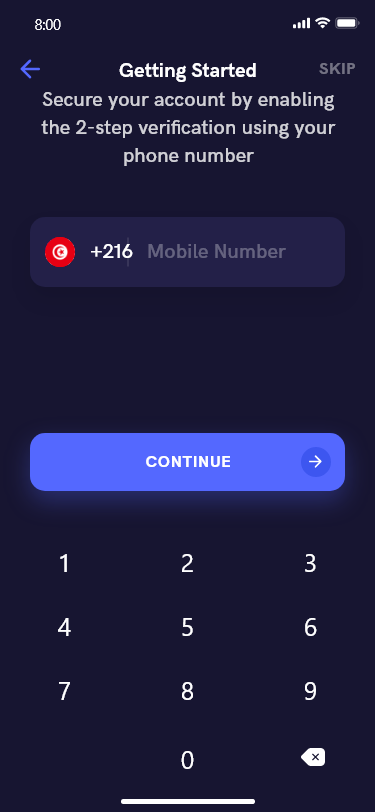 8:00
Getting Started
SKIP
Secure your account by enabling
the 2-step verification using your
phone number
+216 Mobile Number
CONTINUE
1 2 3
4 5 6
7 8 9
0